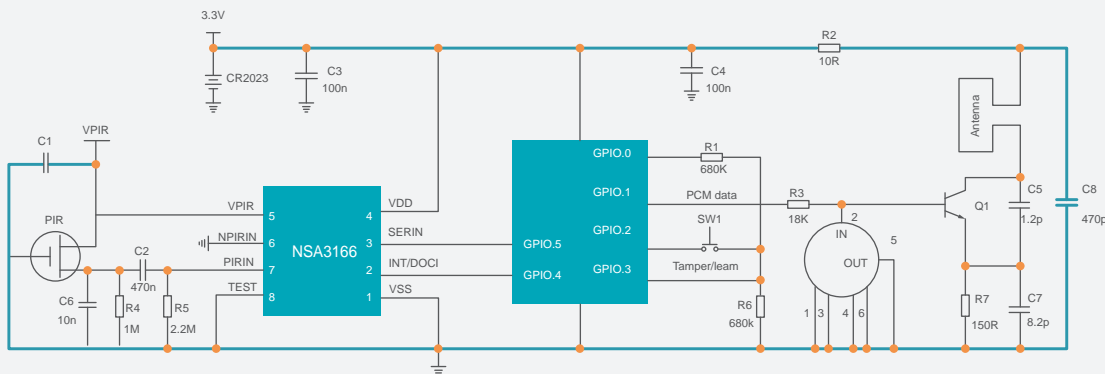 3.3V
R2
10R
CR2023
C3
100n
C4
100n
Antenna
C1
VPIR
PIR
VPIR
NPIRIN
PIRIN
TEST
5
6
7
8
NSA3166
4
3
2
1
VDD
SERIN
INT/DOCI
VSS
C2
470n
C6
10n
R4
1M
R5
2.2M
GPIO.0
GPIO.1
GPIO.2
GPIO.3
GPIO.5
GPIO.4
R1
680K
PCM data
SW1
Tamper/leam
R6
680k
R3
18K
2
IN
OUT
5
1
3
4
6
Q1
C5
1.2p
C8
470p
R7
150R
C7
8.2p